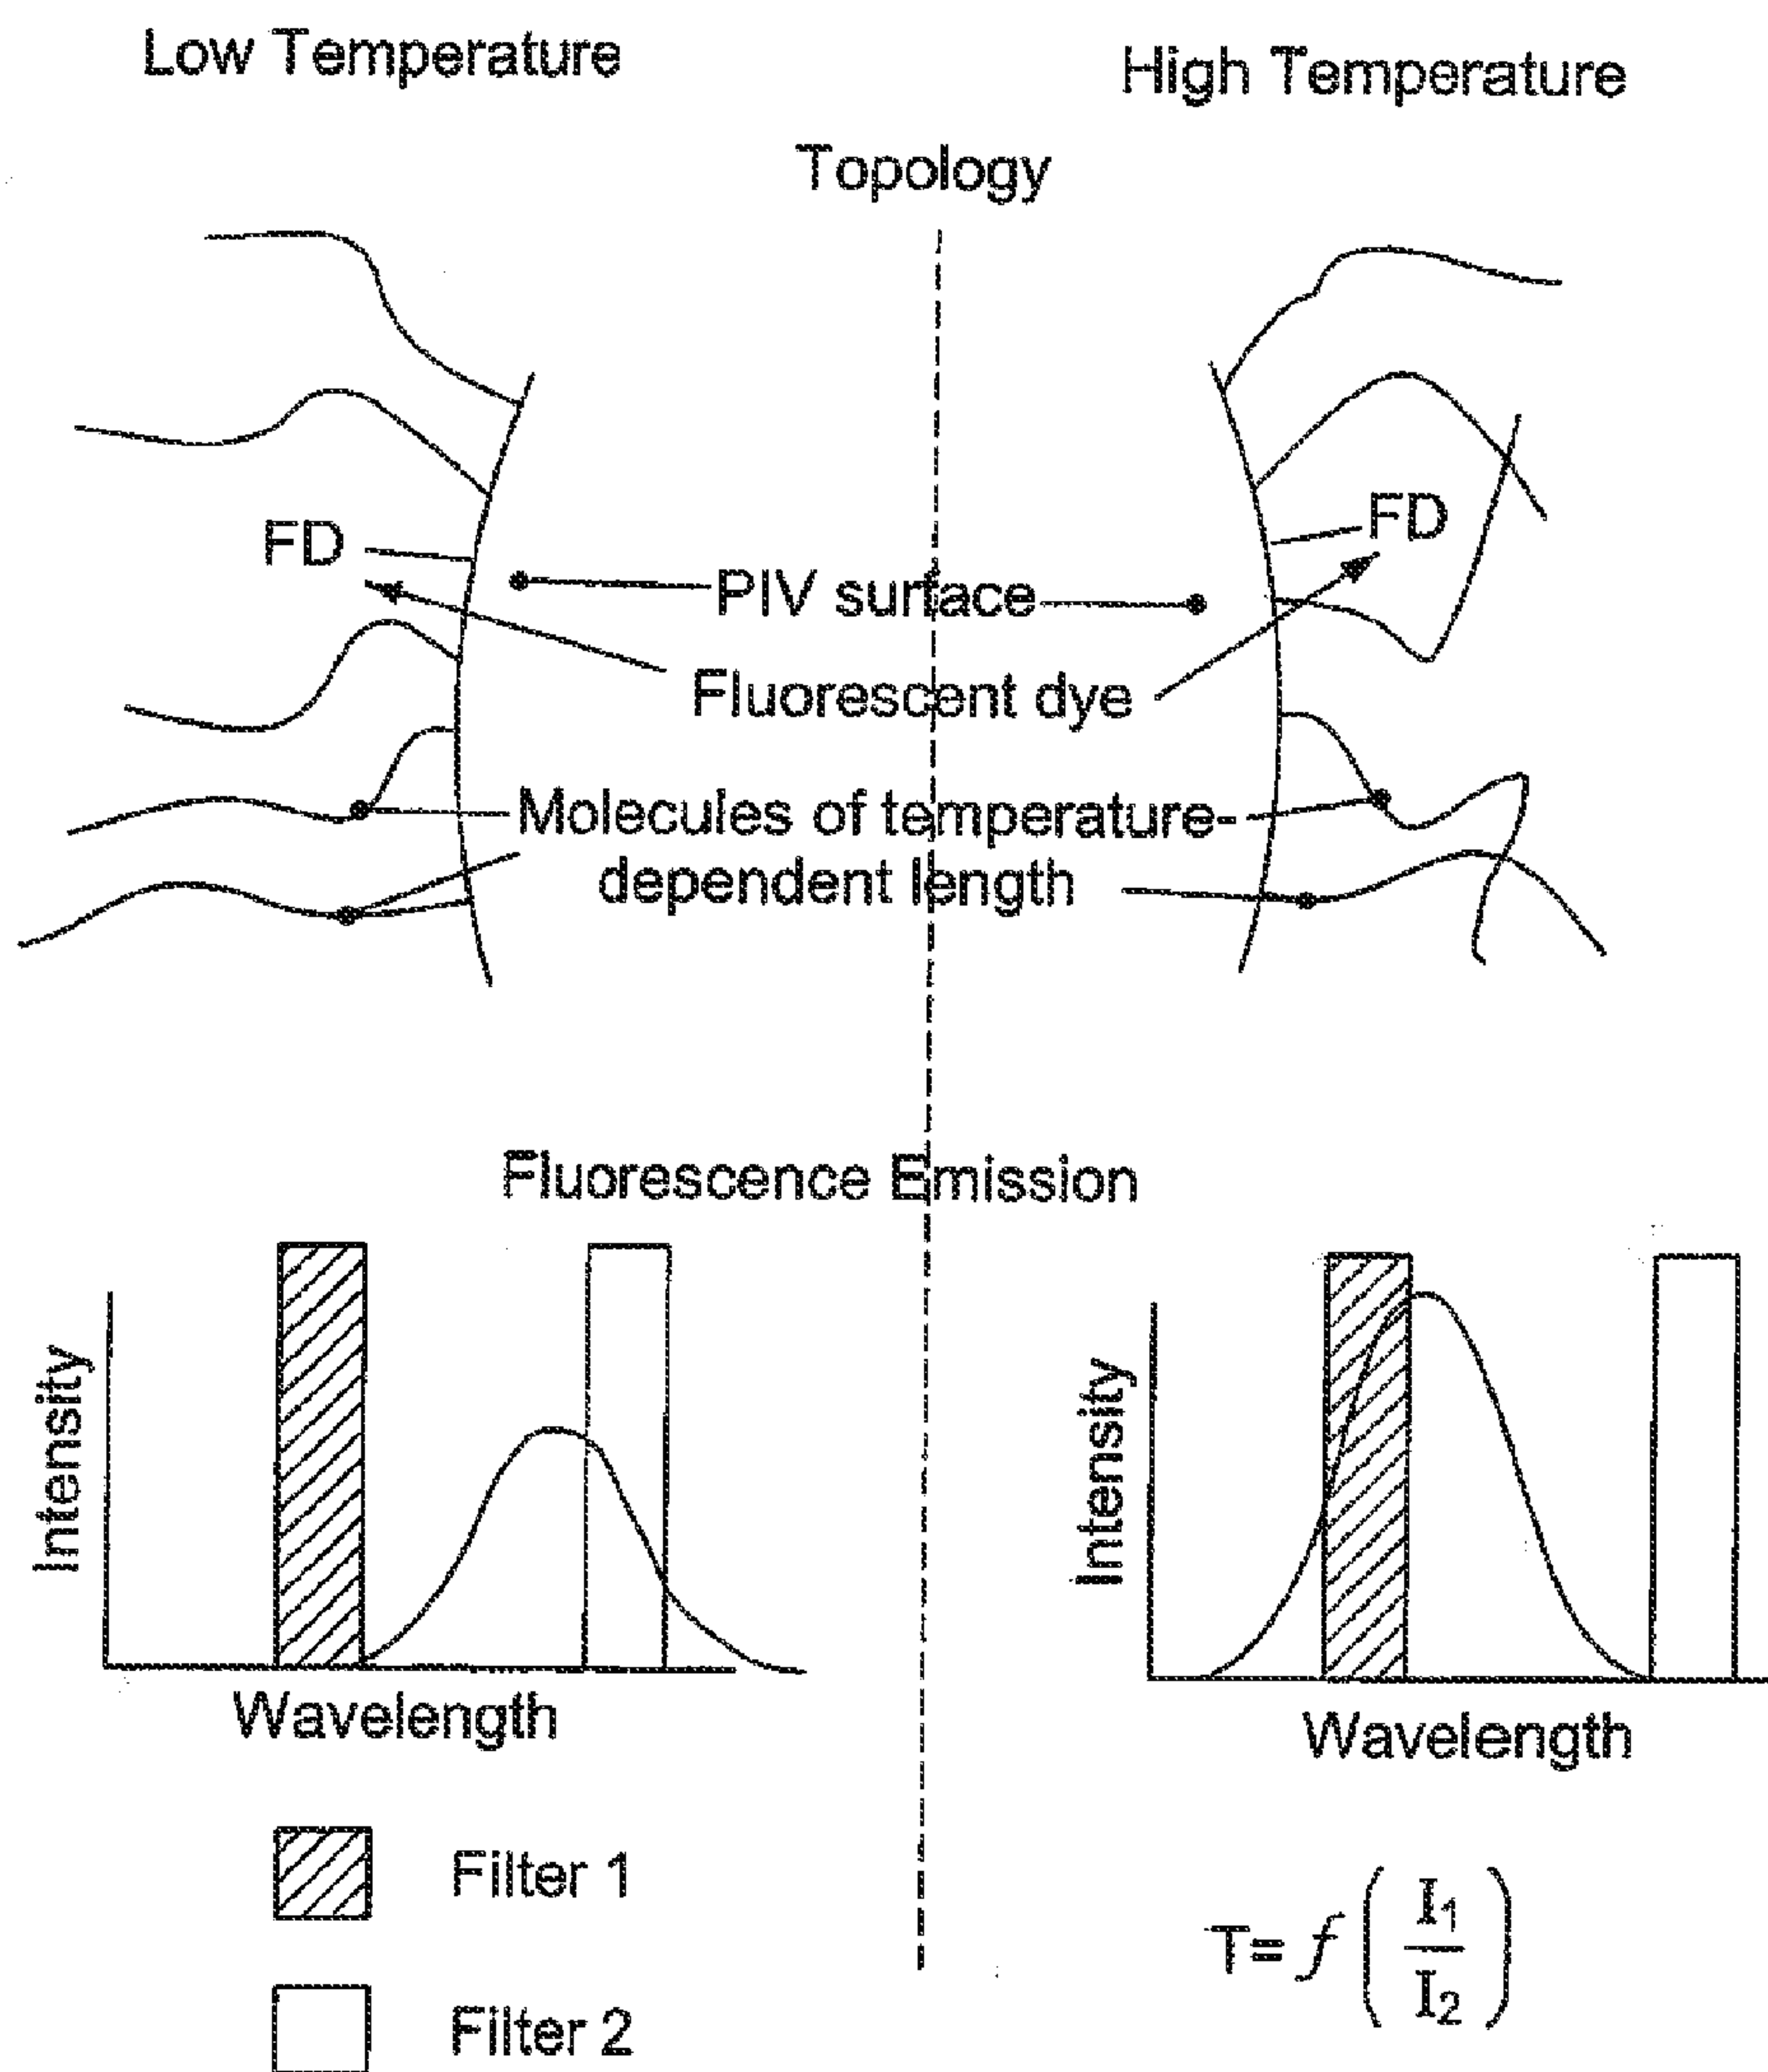 Low Temperature
High Temperature
Topology
FD
FD
PIV surface
Fluorescent dye
Molecules of temperature-
dependent length
Fluorescence Emission
Intensity
Wavelength
Intensity
Wavelength
Filter 1
Filter 2
T= f ( I₁ / I₂ )